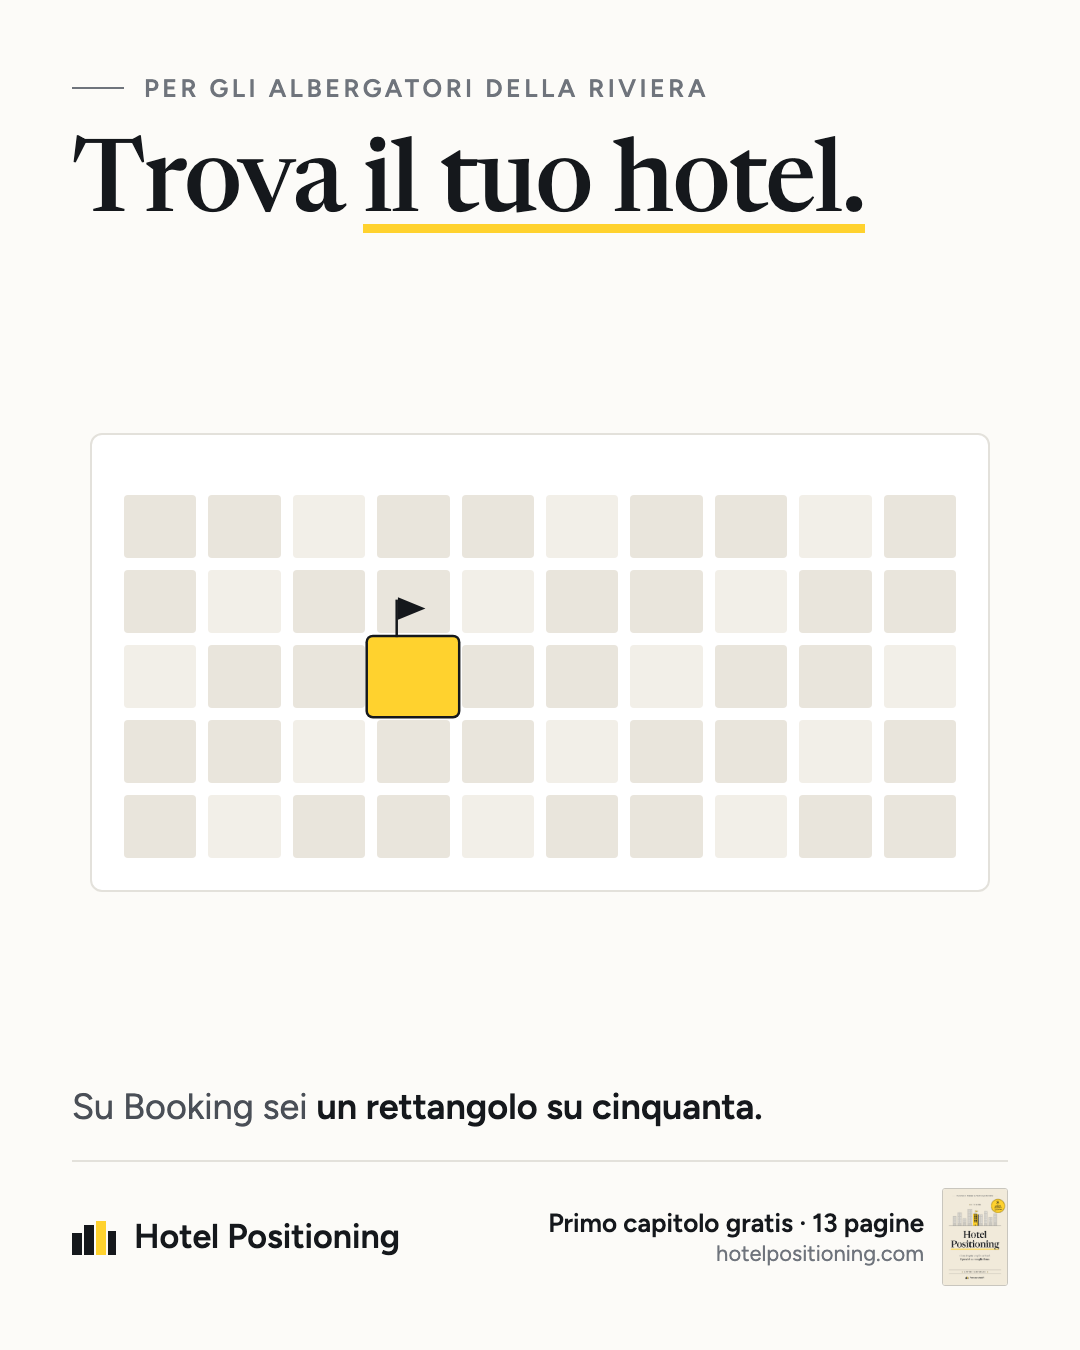 PER GLI ALBERGATORI DELLA RIVIERA
Trova il tuo hotel.
Su Booking sei un rettangolo su cinquanta.
Hotel Positioning
Primo capitolo gratis · 13 pagine
hotelpositioning.com
Hotel
Positioning